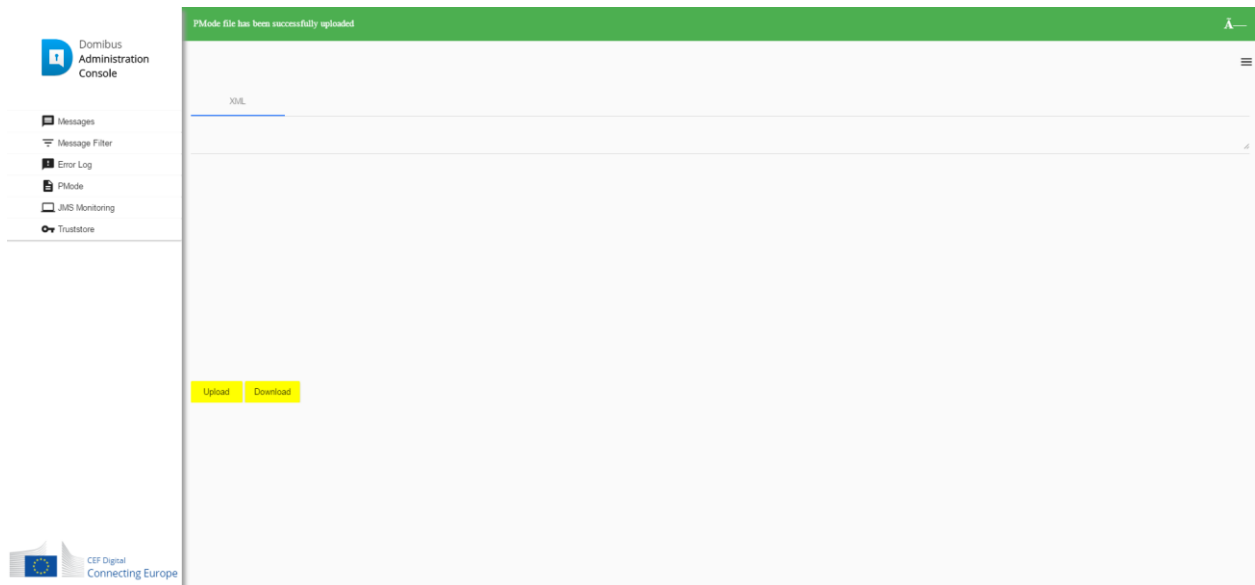 PMode file has been successfully uploaded
Ã—
Domibus
Administration
Console
XML
Messages
Message Filter
Error Log
PMode
JMS Monitoring
Truststore
Upload Download
CEF Digital
Connecting Europe